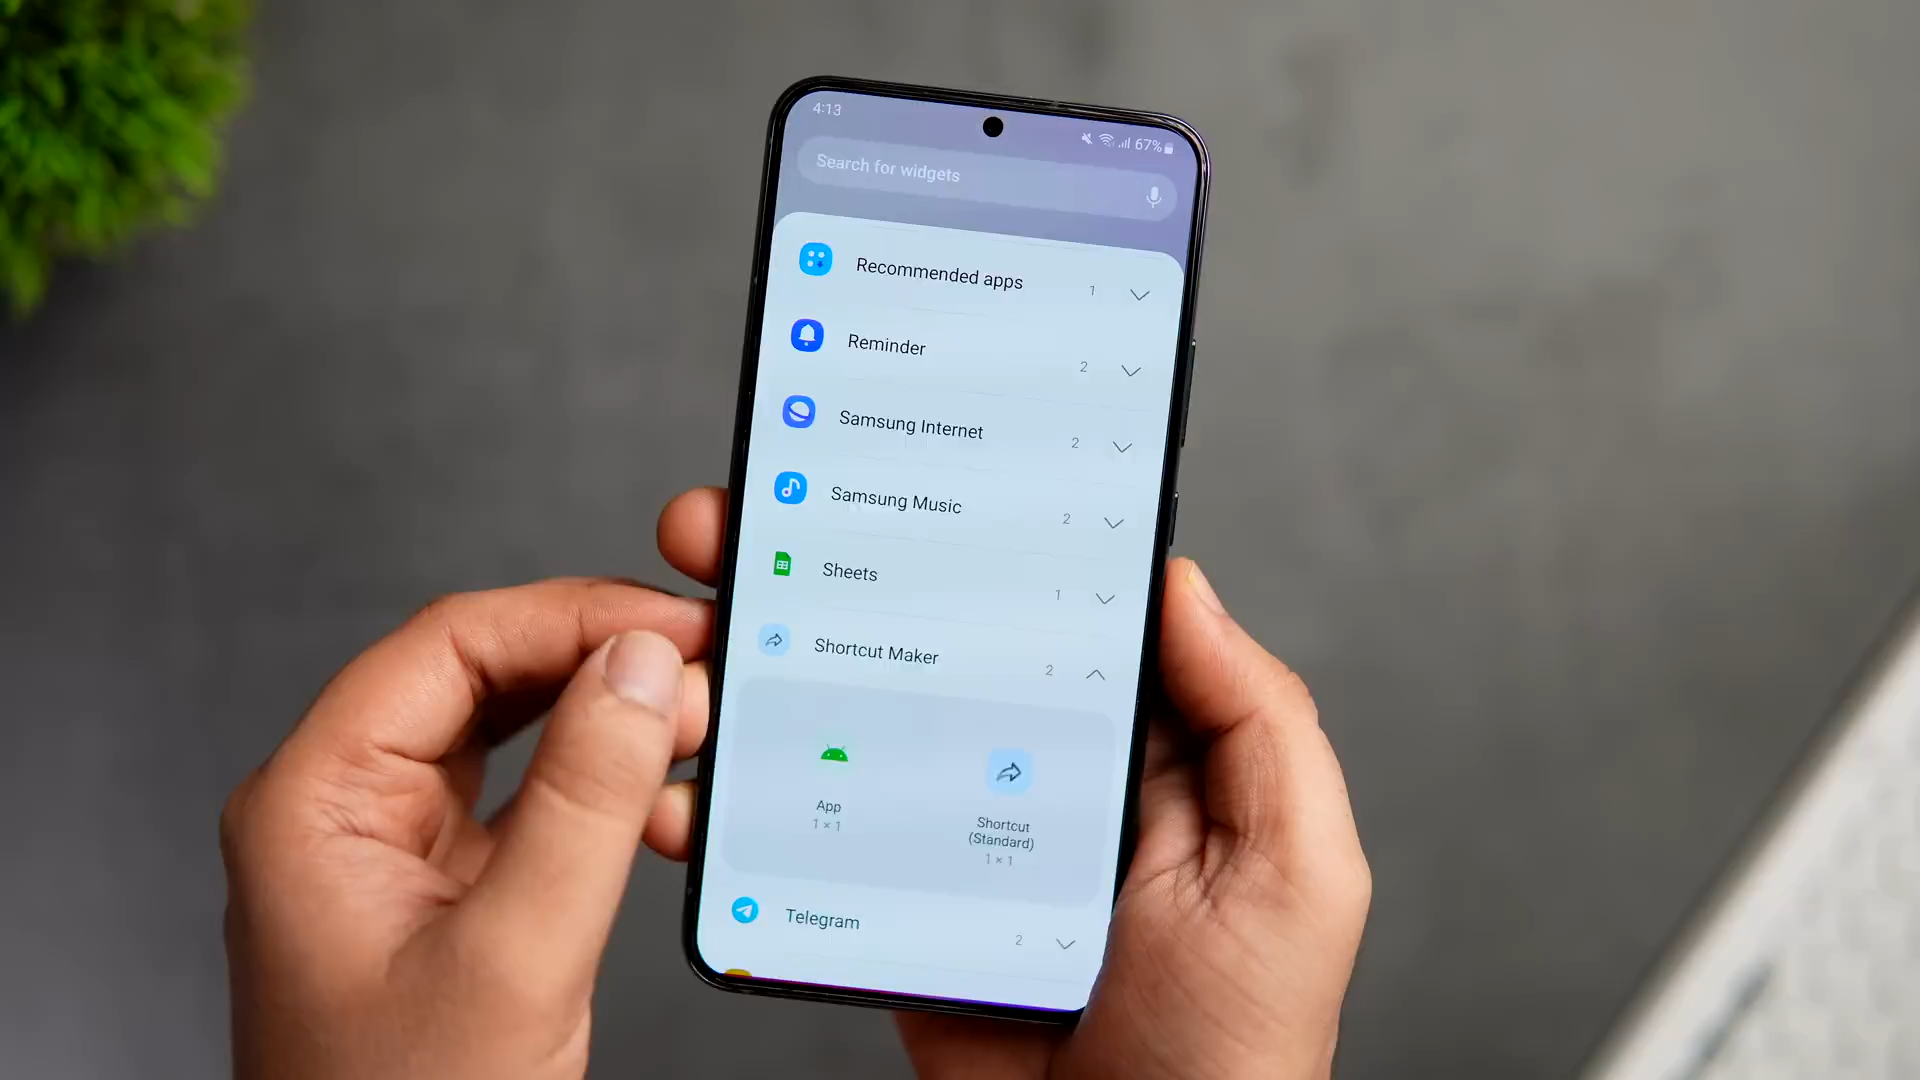 4:13
67%
Search for widgets
Recommended apps 1
Reminder 2
Samsung Internet 2
Samsung Music 2
Sheets 1
Shortcut Maker 2
App
1 × 1
Shortcut
(Standard)
1 × 1
Telegram 2